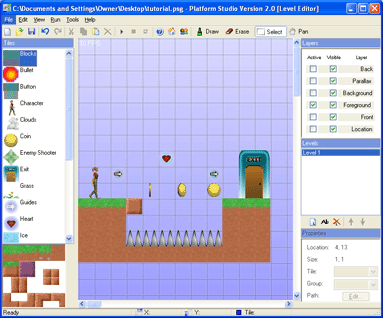 C:\Documents and Settings\Owner\Desktop\tutorial.png - Platform Studio Version 2.0 [Level Editor]
File Edit View Run Tools Help
Draw Erase Select Pan
Tiles
Blocks
Bullet
Button
Character
Clouds
Coin
Enemy Shooter
Exit
Grass
Guides
Heart
Ice
Layers
Active Visible Layer
Back
Parallax
Background
Foreground
Front
Location
Levels
Level 1
Ab
Properties
Location: 4, 13
Size: 1, 1
Tile:
Group:
Path: Edit...
Ready
X: Y: Tile: